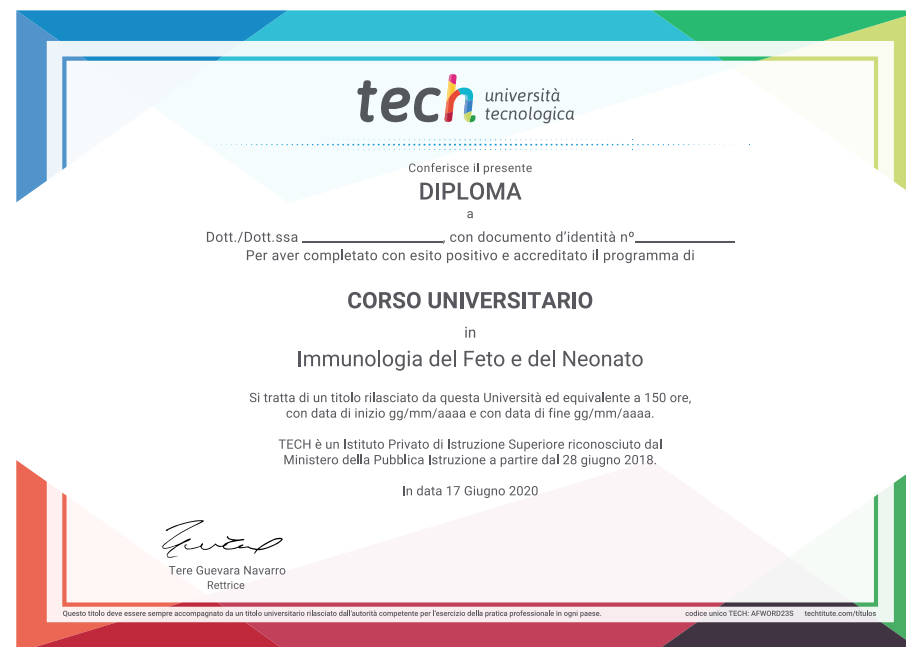 tech università
tecnologica
Conferisce il presente
DIPLOMA
a
Dott./Dott.ssa ____________________, con documento d'identità nº______________
Per aver completato con esito positivo e accreditato il programma di
CORSO UNIVERSITARIO
in
Immunologia del Feto e del Neonato
Si tratta di un titolo rilasciato da questa Università ed equivalente a 150 ore,
con data di inizio gg/mm/aaaa e con data di fine gg/mm/aaaa.
TECH è un Istituto Privato di Istruzione Superiore riconosciuto dal
Ministero della Pubblica Istruzione a partire dal 28 giugno 2018.
In data 17 Giugno 2020
Tere Guevara Navarro
Rettrice
Questo titolo deve essere sempre accompagnato da un titolo universitario rilasciato dall'autorità competente per l'esercizio della pratica professionale in ogni paese. codice unico TECH: AFWORD23S techtitute.com/títulos